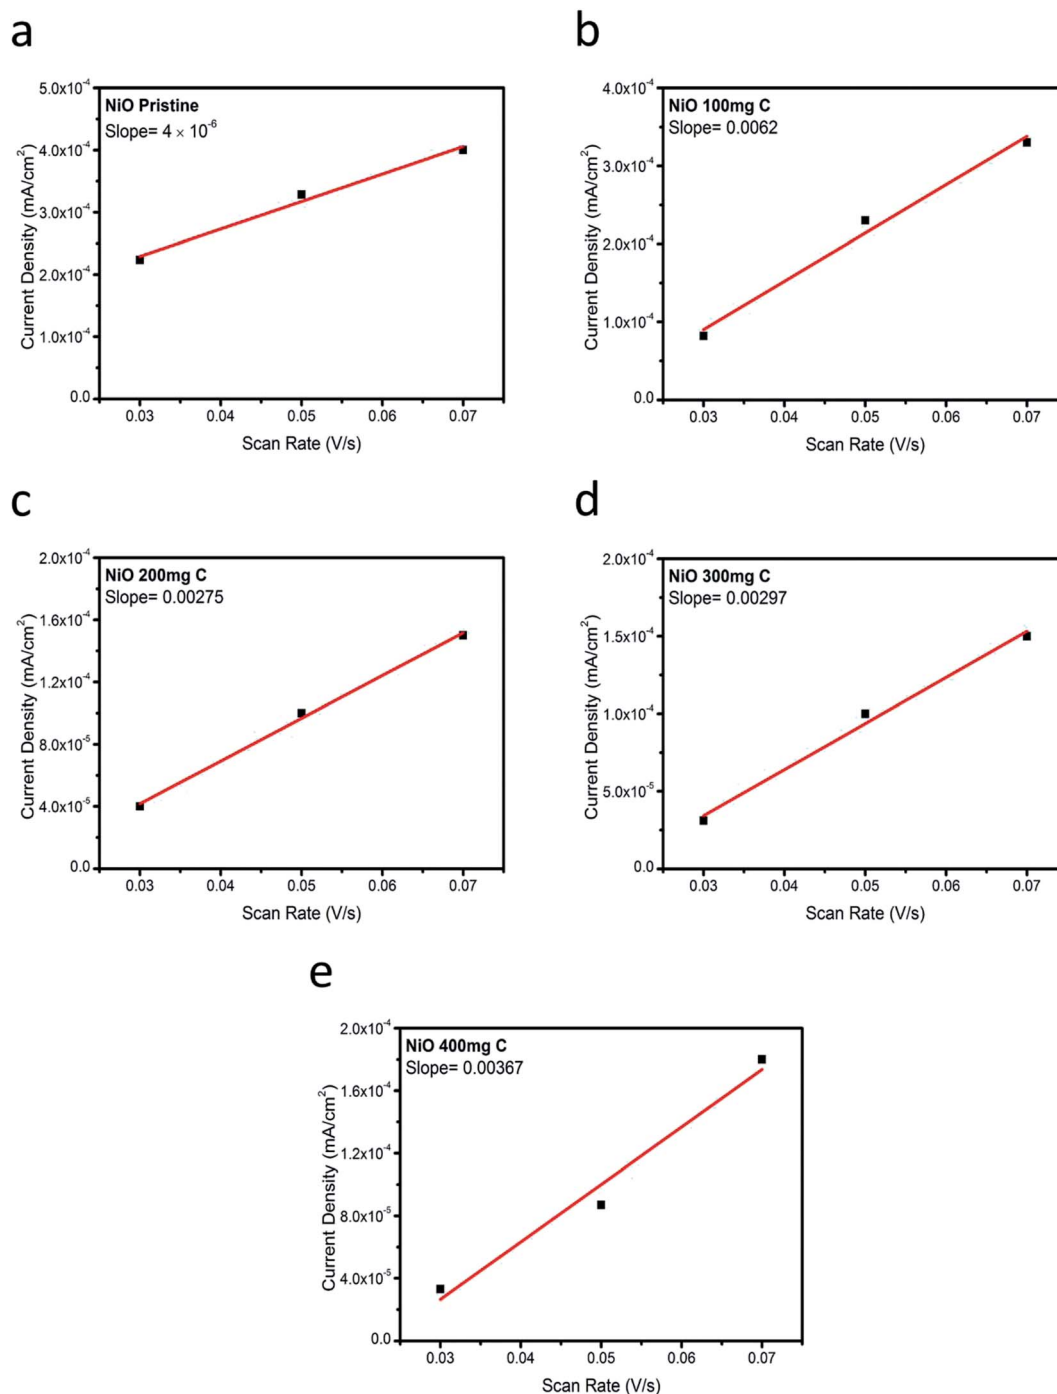 a
NiO Pristine
Slope= 4 × 10⁻⁶
5.0x10⁻⁴
4.0x10⁻⁴
3.0x10⁻⁴
2.0x10⁻⁴
1.0x10⁻⁴
0.0
Current Density (mA/cm²)
0.03 0.04 0.05 0.06 0.07
Scan Rate (V/s)
b
NiO 100mg C
Slope= 0.0062
4.0x10⁻⁴
3.0x10⁻⁴
2.0x10⁻⁴
1.0x10⁻⁴
0.0
Current Density (mA/cm²)
0.03 0.04 0.05 0.06 0.07
Scan Rate (V/s)
c
NiO 200mg C
Slope= 0.00275
2.0x10⁻⁴
1.6x10⁻⁴
1.2x10⁻⁴
8.0x10⁻⁵
4.0x10⁻⁵
0.0
Current Density (mA/cm²)
0.03 0.04 0.05 0.06 0.07
Scan Rate (V/s)
d
NiO 300mg C
Slope= 0.00297
2.0x10⁻⁴
1.5x10⁻⁴
1.0x10⁻⁴
5.0x10⁻⁵
0.0
Current Density (mA/cm²)
0.03 0.04 0.05 0.06 0.07
Scan Rate (V/s)
e
NiO 400mg C
Slope= 0.00367
2.0x10⁻⁴
1.6x10⁻⁴
1.2x10⁻⁴
8.0x10⁻⁵
4.0x10⁻⁵
0.0
Current Density (mA/cm²)
0.03 0.04 0.05 0.06 0.07
Scan Rate (V/s)